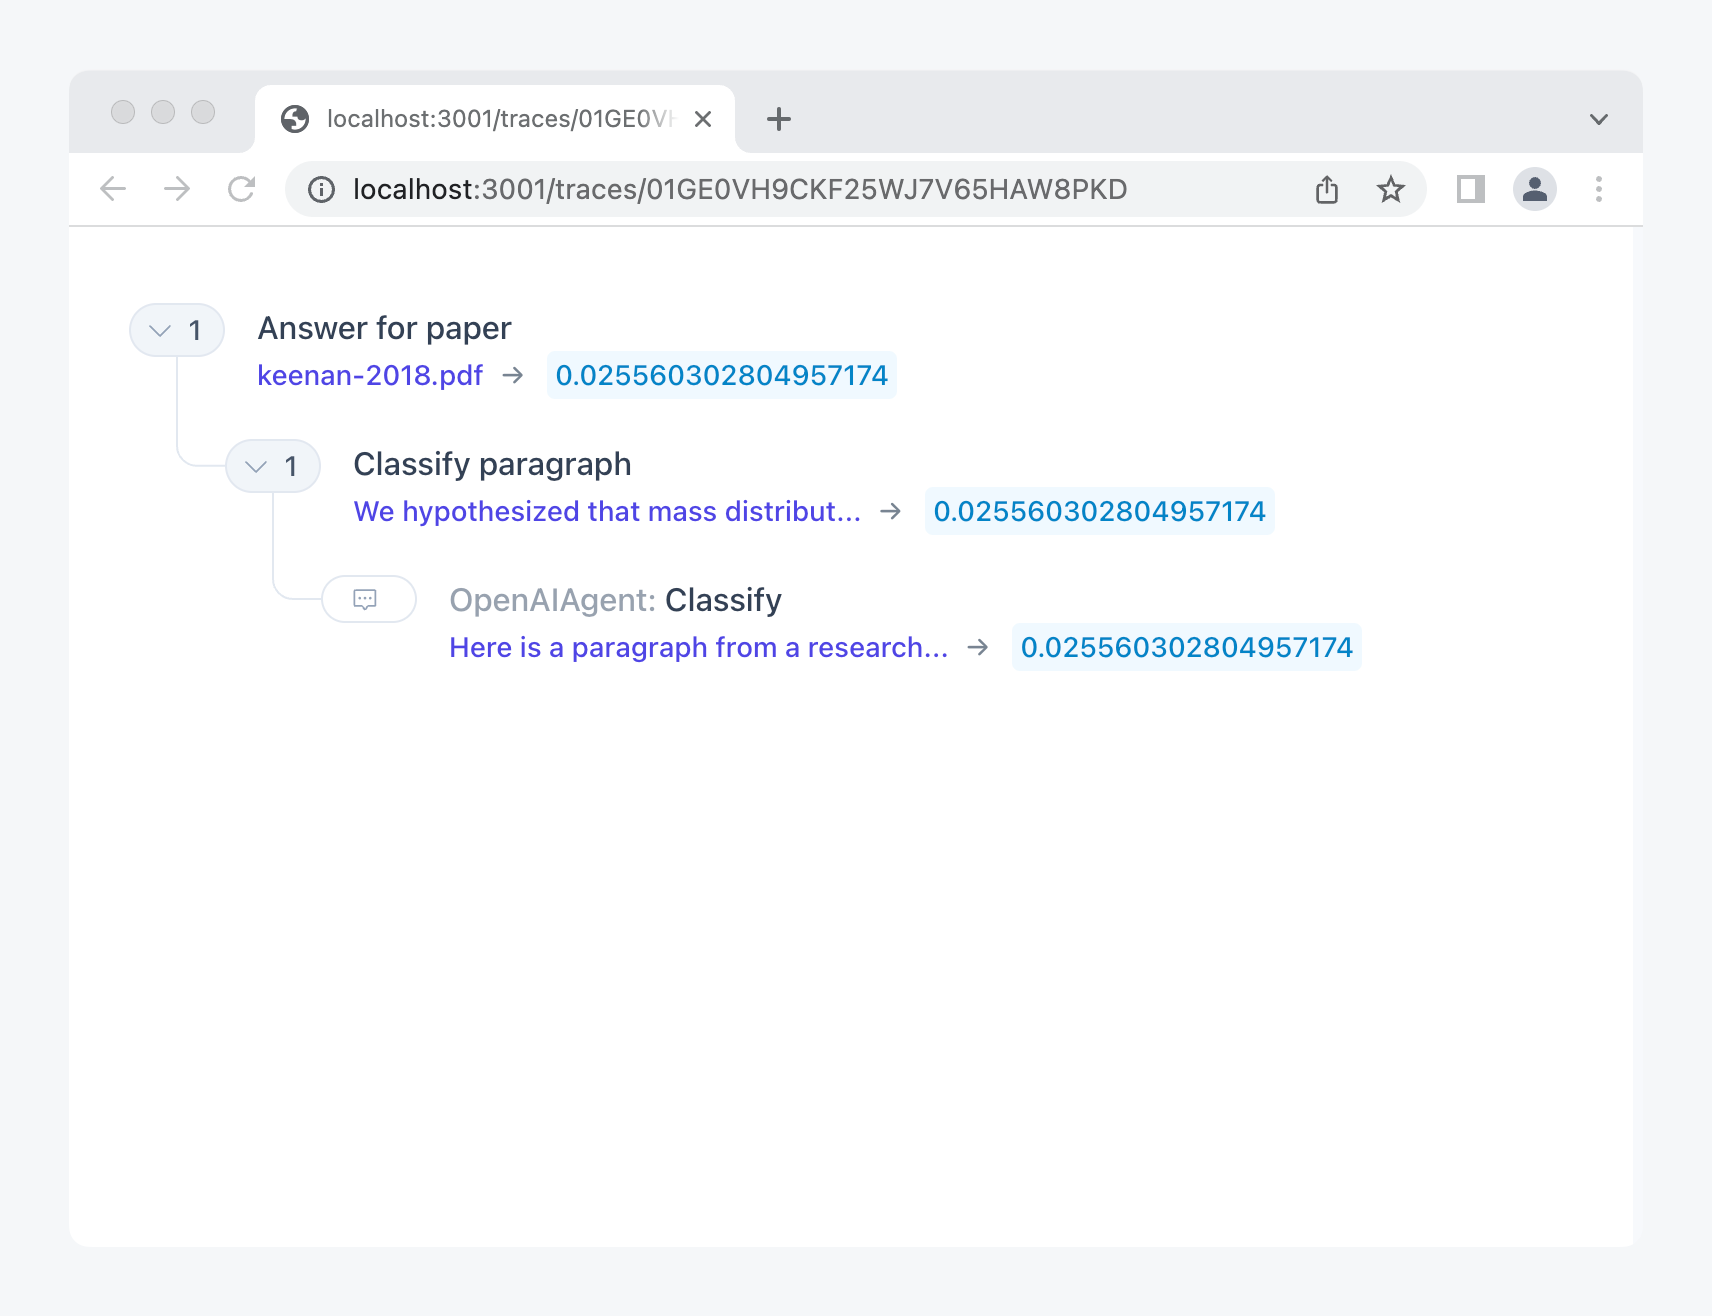 localhost:3001/traces/01GE0VH
localhost:3001/traces/01GE0VH9CKF25WJ7V65HAW8PKD
1 Answer for paper
keenan-2018.pdf → 0.025560302804957174
1 Classify paragraph
We hypothesized that mass distribut... → 0.025560302804957174
OpenAIAgent: Classify
Here is a paragraph from a research... → 0.025560302804957174